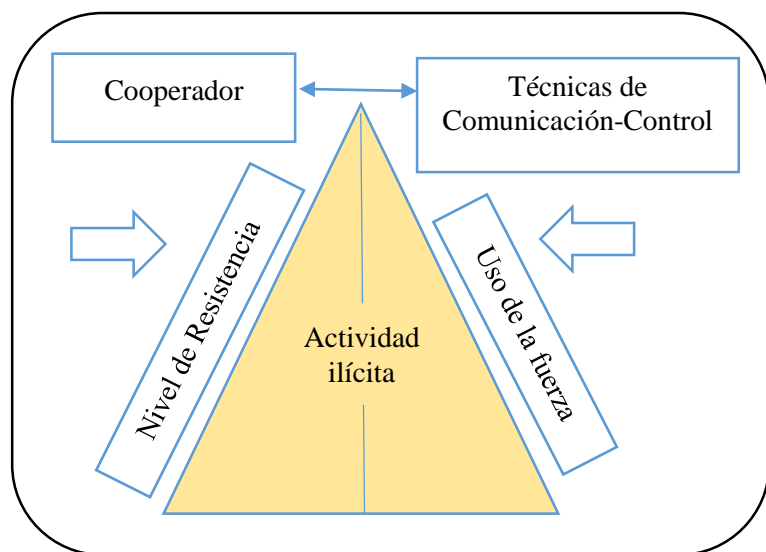 Cooperador
Técnicas de
Comunicación-Control
Nivel de Resistencia
Uso de la fuerza
Actividad
ilícita